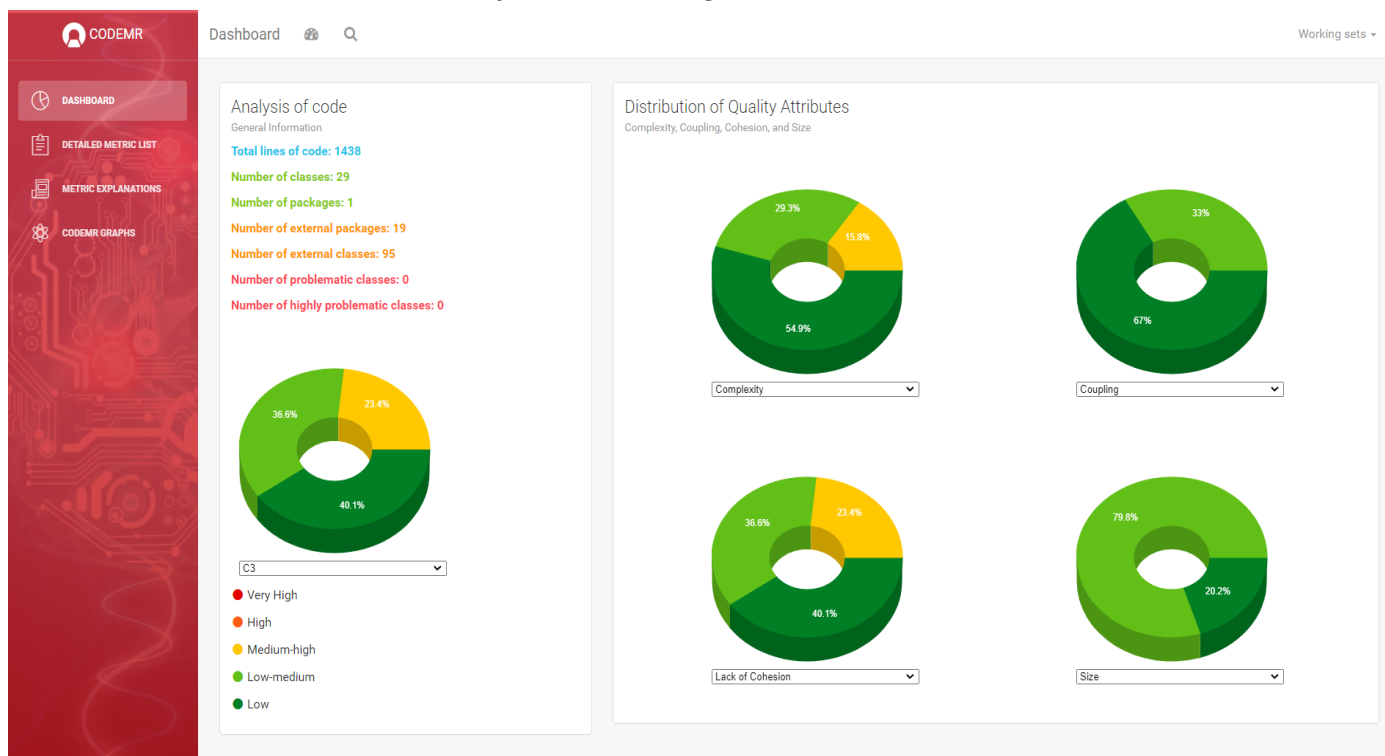 CODEMR
Dashboard
Working sets
DASHBOARD
DETAILED METRIC LIST
METRIC EXPLANATIONS
CODEMR GRAPHS
Analysis of code
General Information
Total lines of code: 1438
Number of classes: 29
Number of packages: 1
Number of external packages: 19
Number of external classes: 95
Number of problematic classes: 0
Number of highly problematic classes: 0
36.6%
23.4%
40.1%
C3
Very High
High
Medium-high
Low-medium
Low
Distribution of Quality Attributes
Complexity, Coupling, Cohesion, and Size
29.3%
15.8%
54.9%
Complexity
33%
67%
Coupling
36.6%
23.4%
40.1%
Lack of Cohesion
79.8%
20.2%
Size